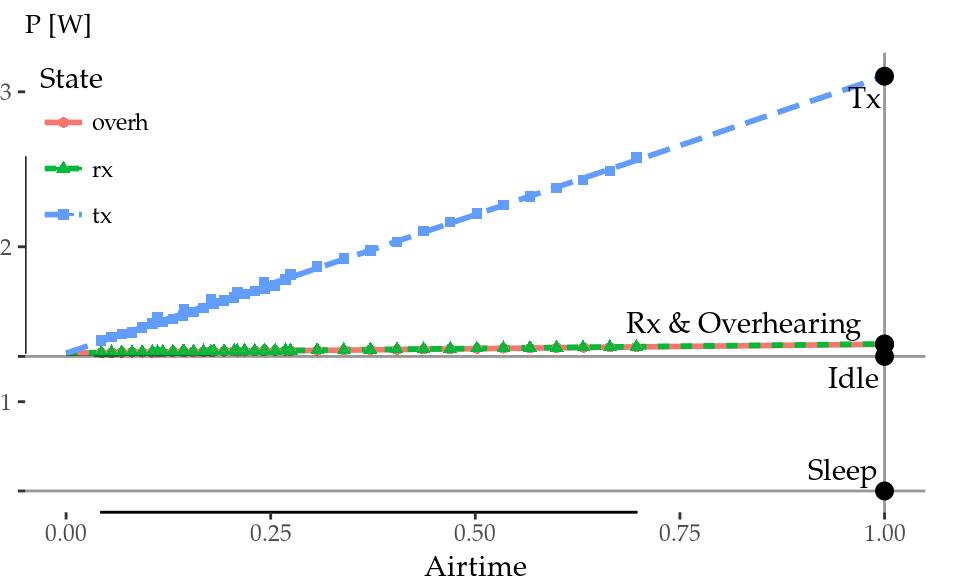 P [W]
State
3
Tx
overh
rx
tx
2
Rx & Overhearing
Idle
1
Sleep
0.00 0.25 0.50 0.75 1.00
Airtime